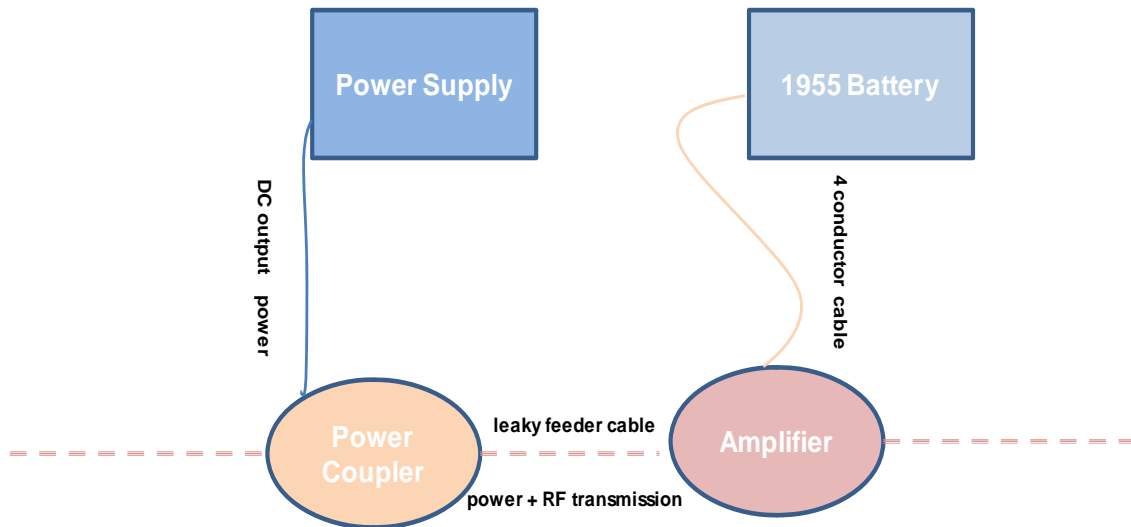 Power Supply
1955 Battery
DC output power
4 conductor cable
leaky feeder cable
Power
Coupler
Amplifier
power + RF transmission